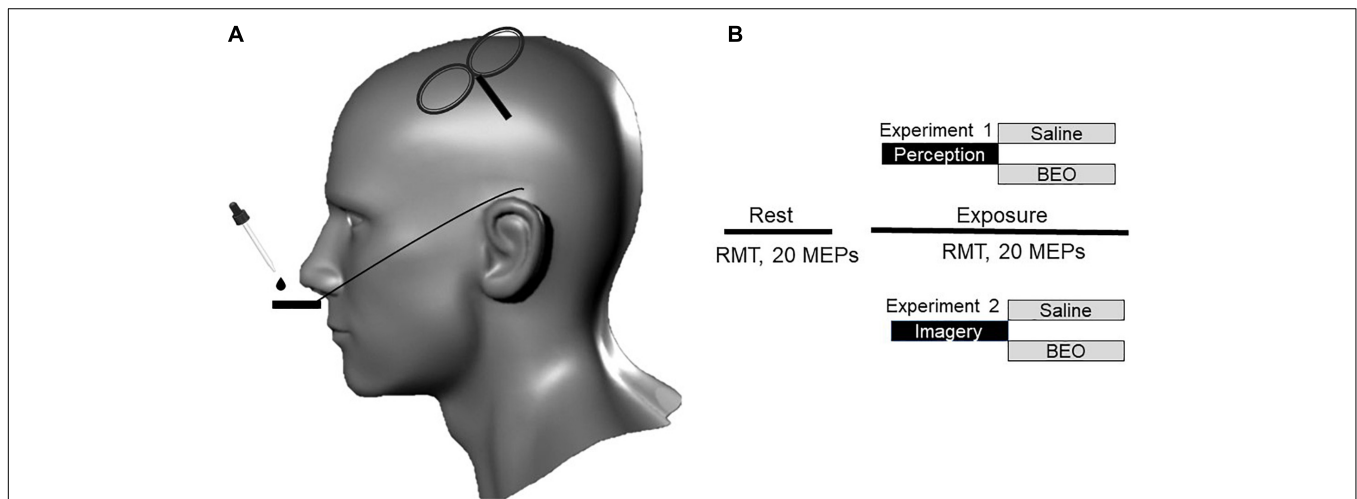 A
B
Experiment 1
Saline
Perception
BEO
Rest
Exposure
RMT, 20 MEPs
RMT, 20 MEPs
Experiment 2
Saline
Imagery
BEO